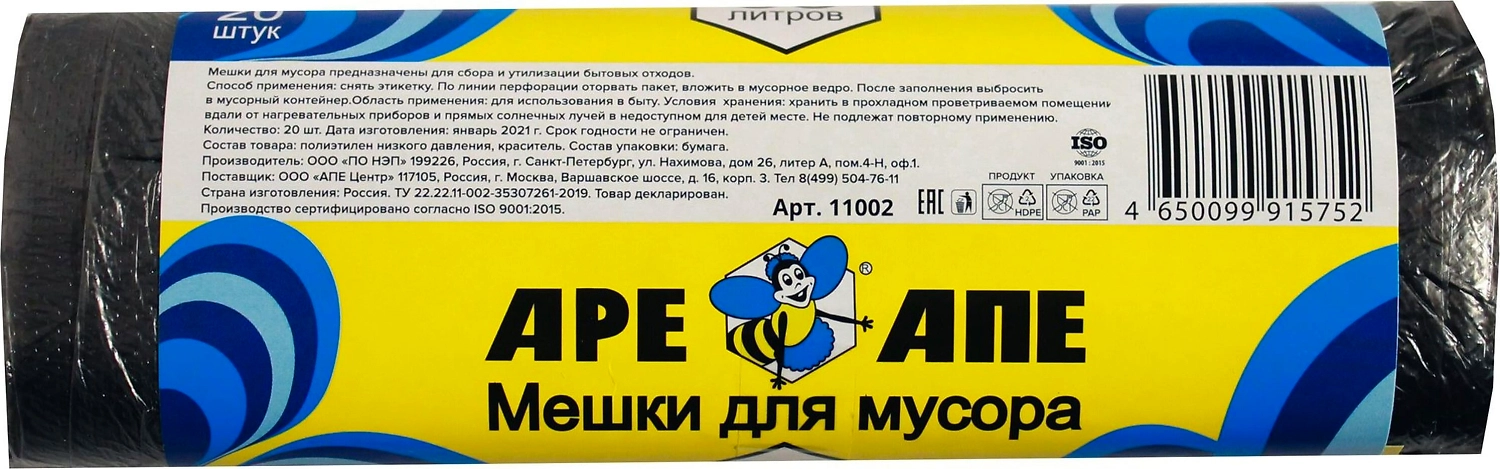 20
штук
литров
Мешки для мусора предназначены для сбора и утилизации бытовых отходов.
Способ применения: снять этикетку. По линии перфорации оторвать пакет, вложить в мусорное ведро. После заполнения выбросить
в мусорный контейнер.Область применения: для использования в быту. Условия хранения: хранить в прохладном проветриваемом помещении
вдали от нагревательных приборов и прямых солнечных лучей в недоступном для детей месте. Не подлежат повторному применению.
Количество: 20 шт. Дата изготовления: январь 2021 г. Срок годности не ограничен.
Состав товара: полиэтилен низкого давления, краситель. Состав упаковки: бумага.
Производитель: ООО «ПО НЭП» 199226, Россия, г. Санкт-Петербург, ул. Нахимова, дом 26, литер А, пом.4-Н, оф.1.
Поставщик: ООО «АПЕ Центр» 117105, Россия, г. Москва, Варшавское шоссе, д. 16, корп. 3. Тел 8(499) 504-76-11
Страна изготовления: Россия. ТУ 22.22.11-002-35307261-2019. Товар декларирован.
Производство сертифицировано согласно ISO 9001:2015.
Арт. 11002
EAC
ISO
9001 : 2015
ПРОДУКТ
УПАКОВКА
2
HDPE
PAP
4 650099 915752
APE ® АПЕ
Мешки для мусора